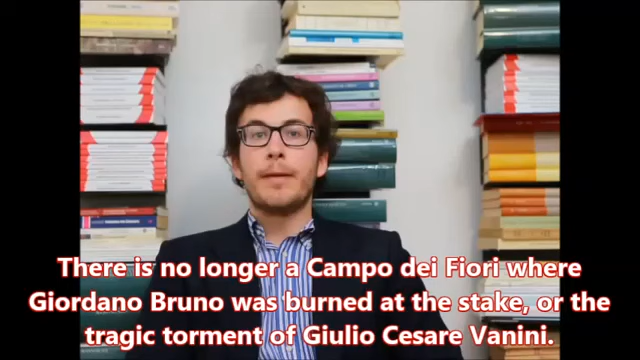 There is no longer a Campo dei Fiori where
Giordano Bruno was burned at the stake, or the
tragic torment of Giulio Cesare Vanini.